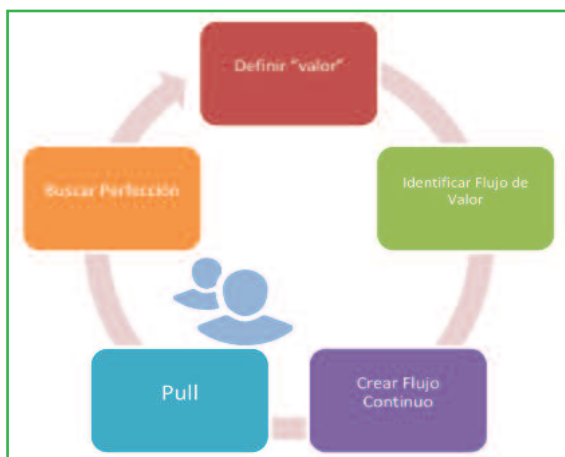 Definir "valor"
Identificar Flujo de
Valor
Crear Flujo
Continuo
Pull
Buscar Perfección